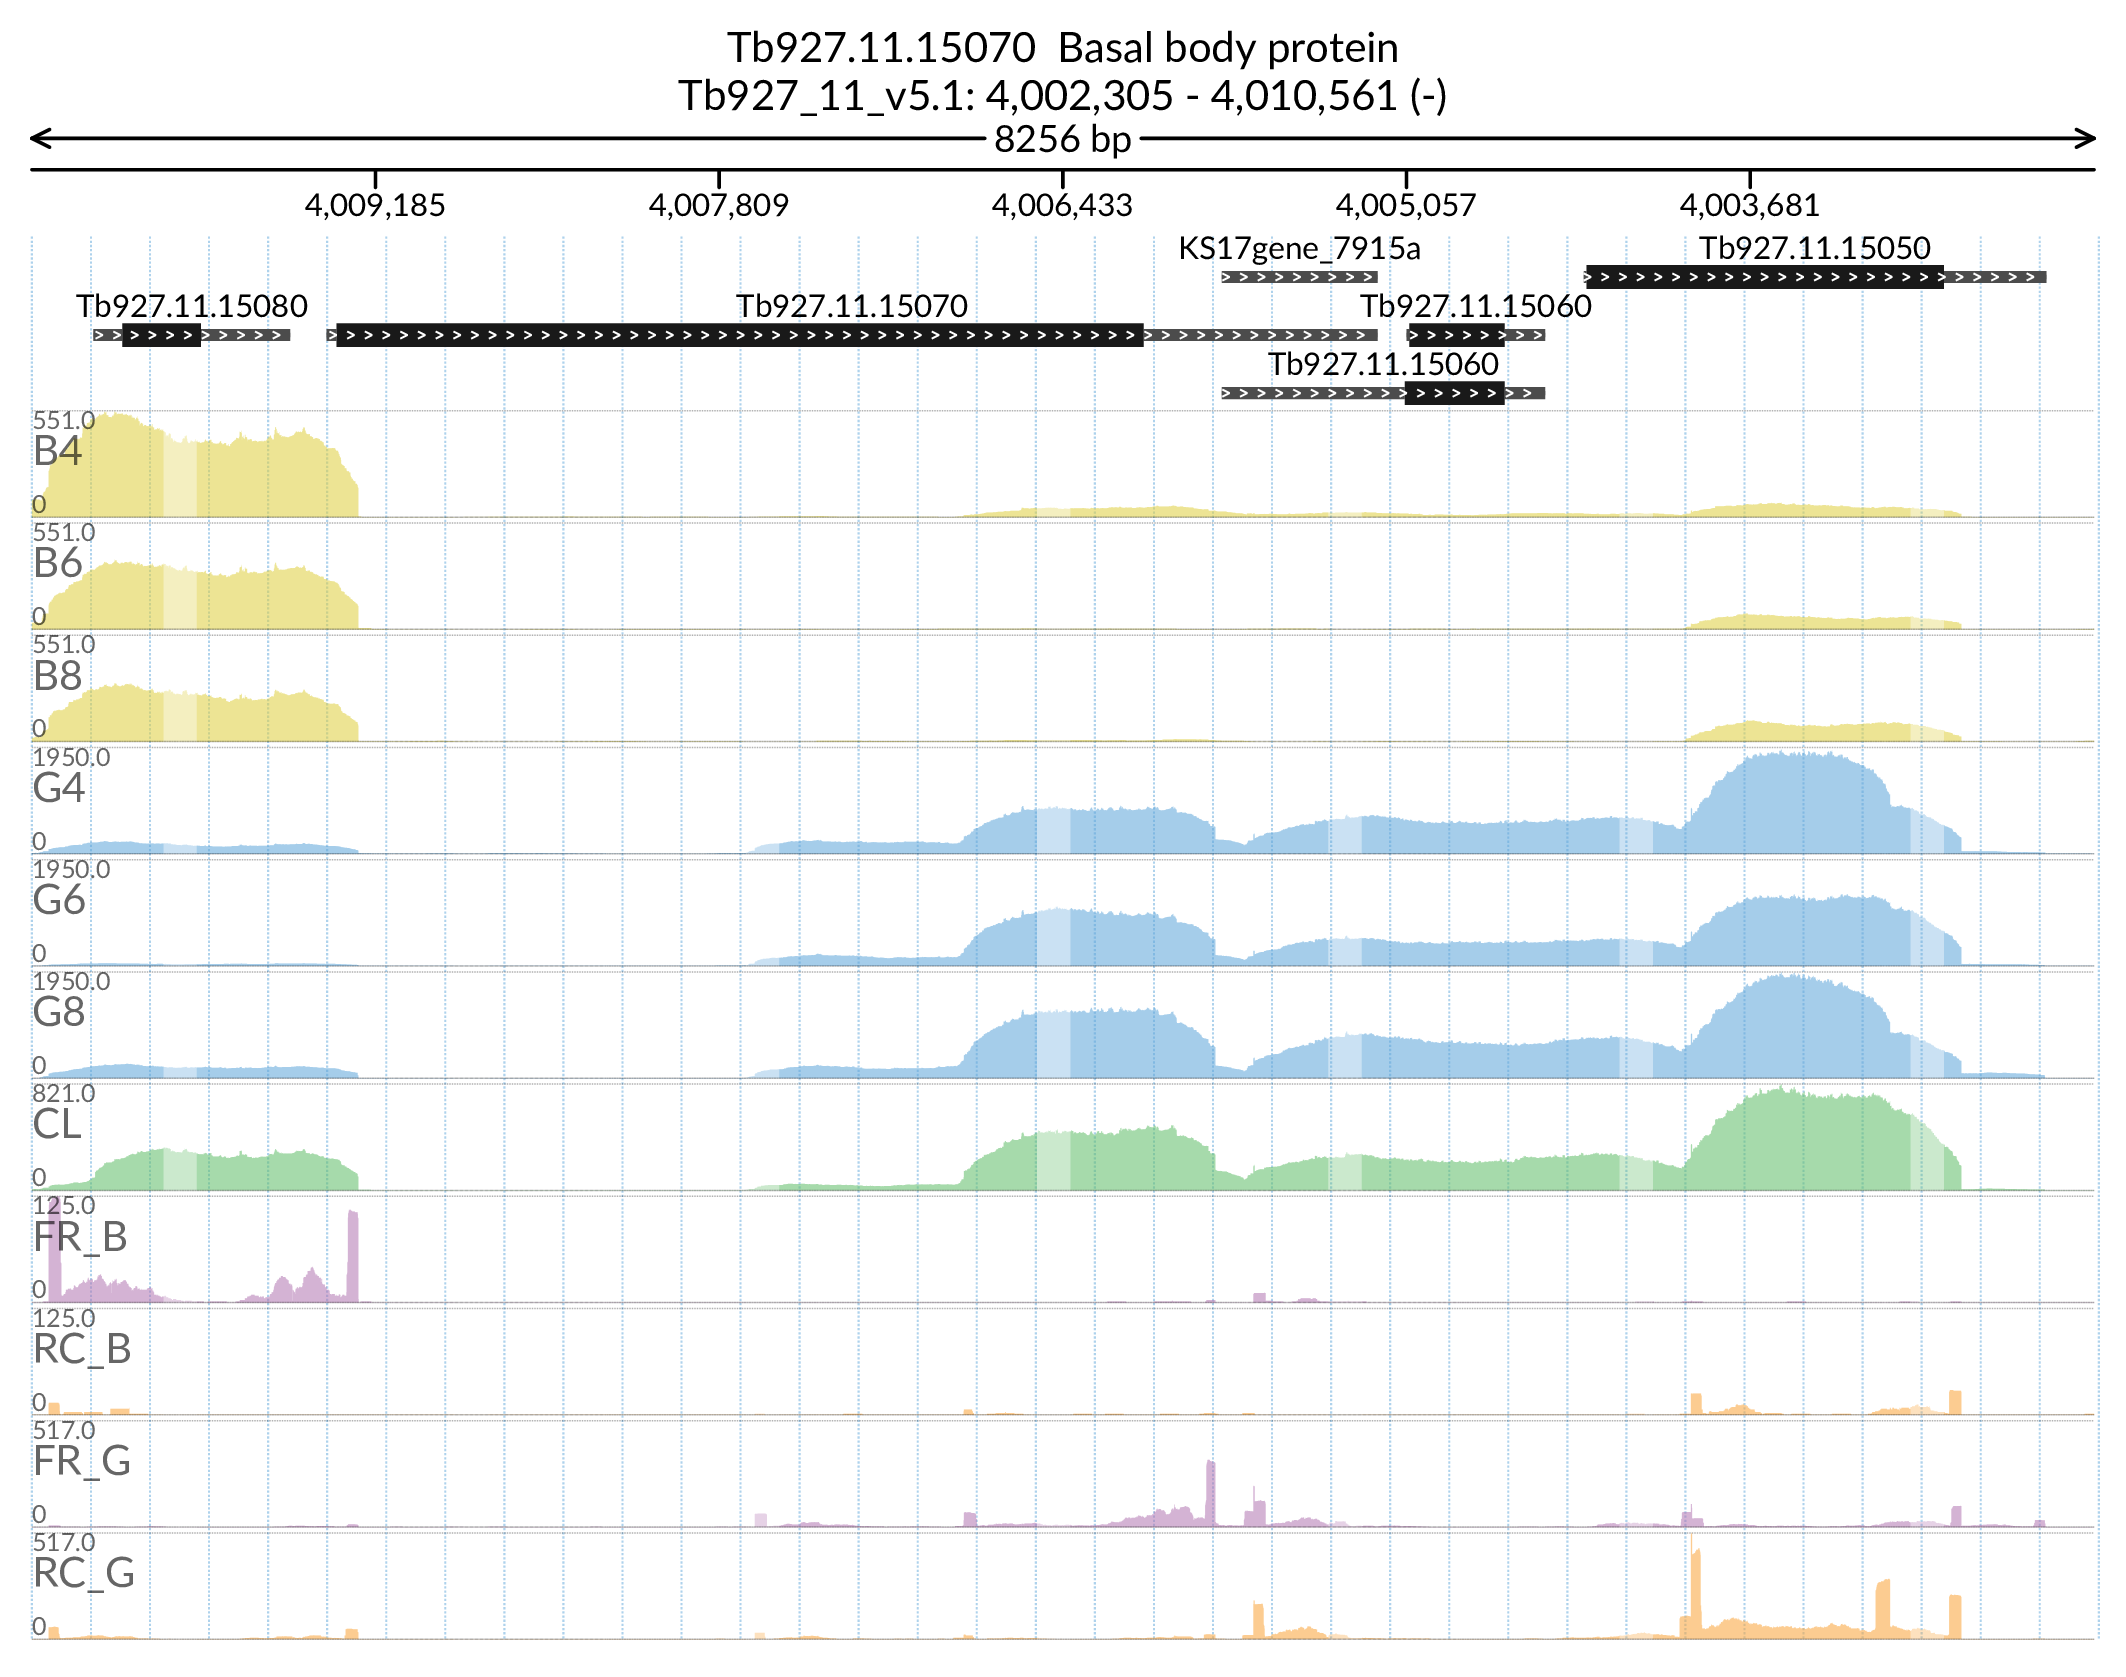 Tb927.11.15070  Basal body protein
Tb927_11_v5.1: 4,002,305 - 4,010,561 (-)
8256 bp
4,009,185 4,007,809 4,006,433 4,005,057 4,003,681
KS17gene_7915a Tb927.11.15050
Tb927.11.15080 Tb927.11.15070 Tb927.11.15060
Tb927.11.15060
551.0
B4
0
551.0
B6
0
551.0
B8
0
1950.0
G4
0
1950.0
G6
0
1950.0
G8
0
821.0
CL
0
125.0
FR_B
0
125.0
RC_B
0
517.0
FR_G
0
517.0
RC_G
0